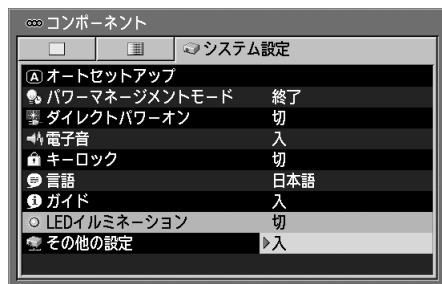 コンポーネント
システム設定
オートセットアップ
パワーマネージメントモード 終了
ダイレクトパワーオン 切
電子音 入
キーロック 切
言語 日本語
ガイド 入
LEDイルミネーション 切
その他の設定 入